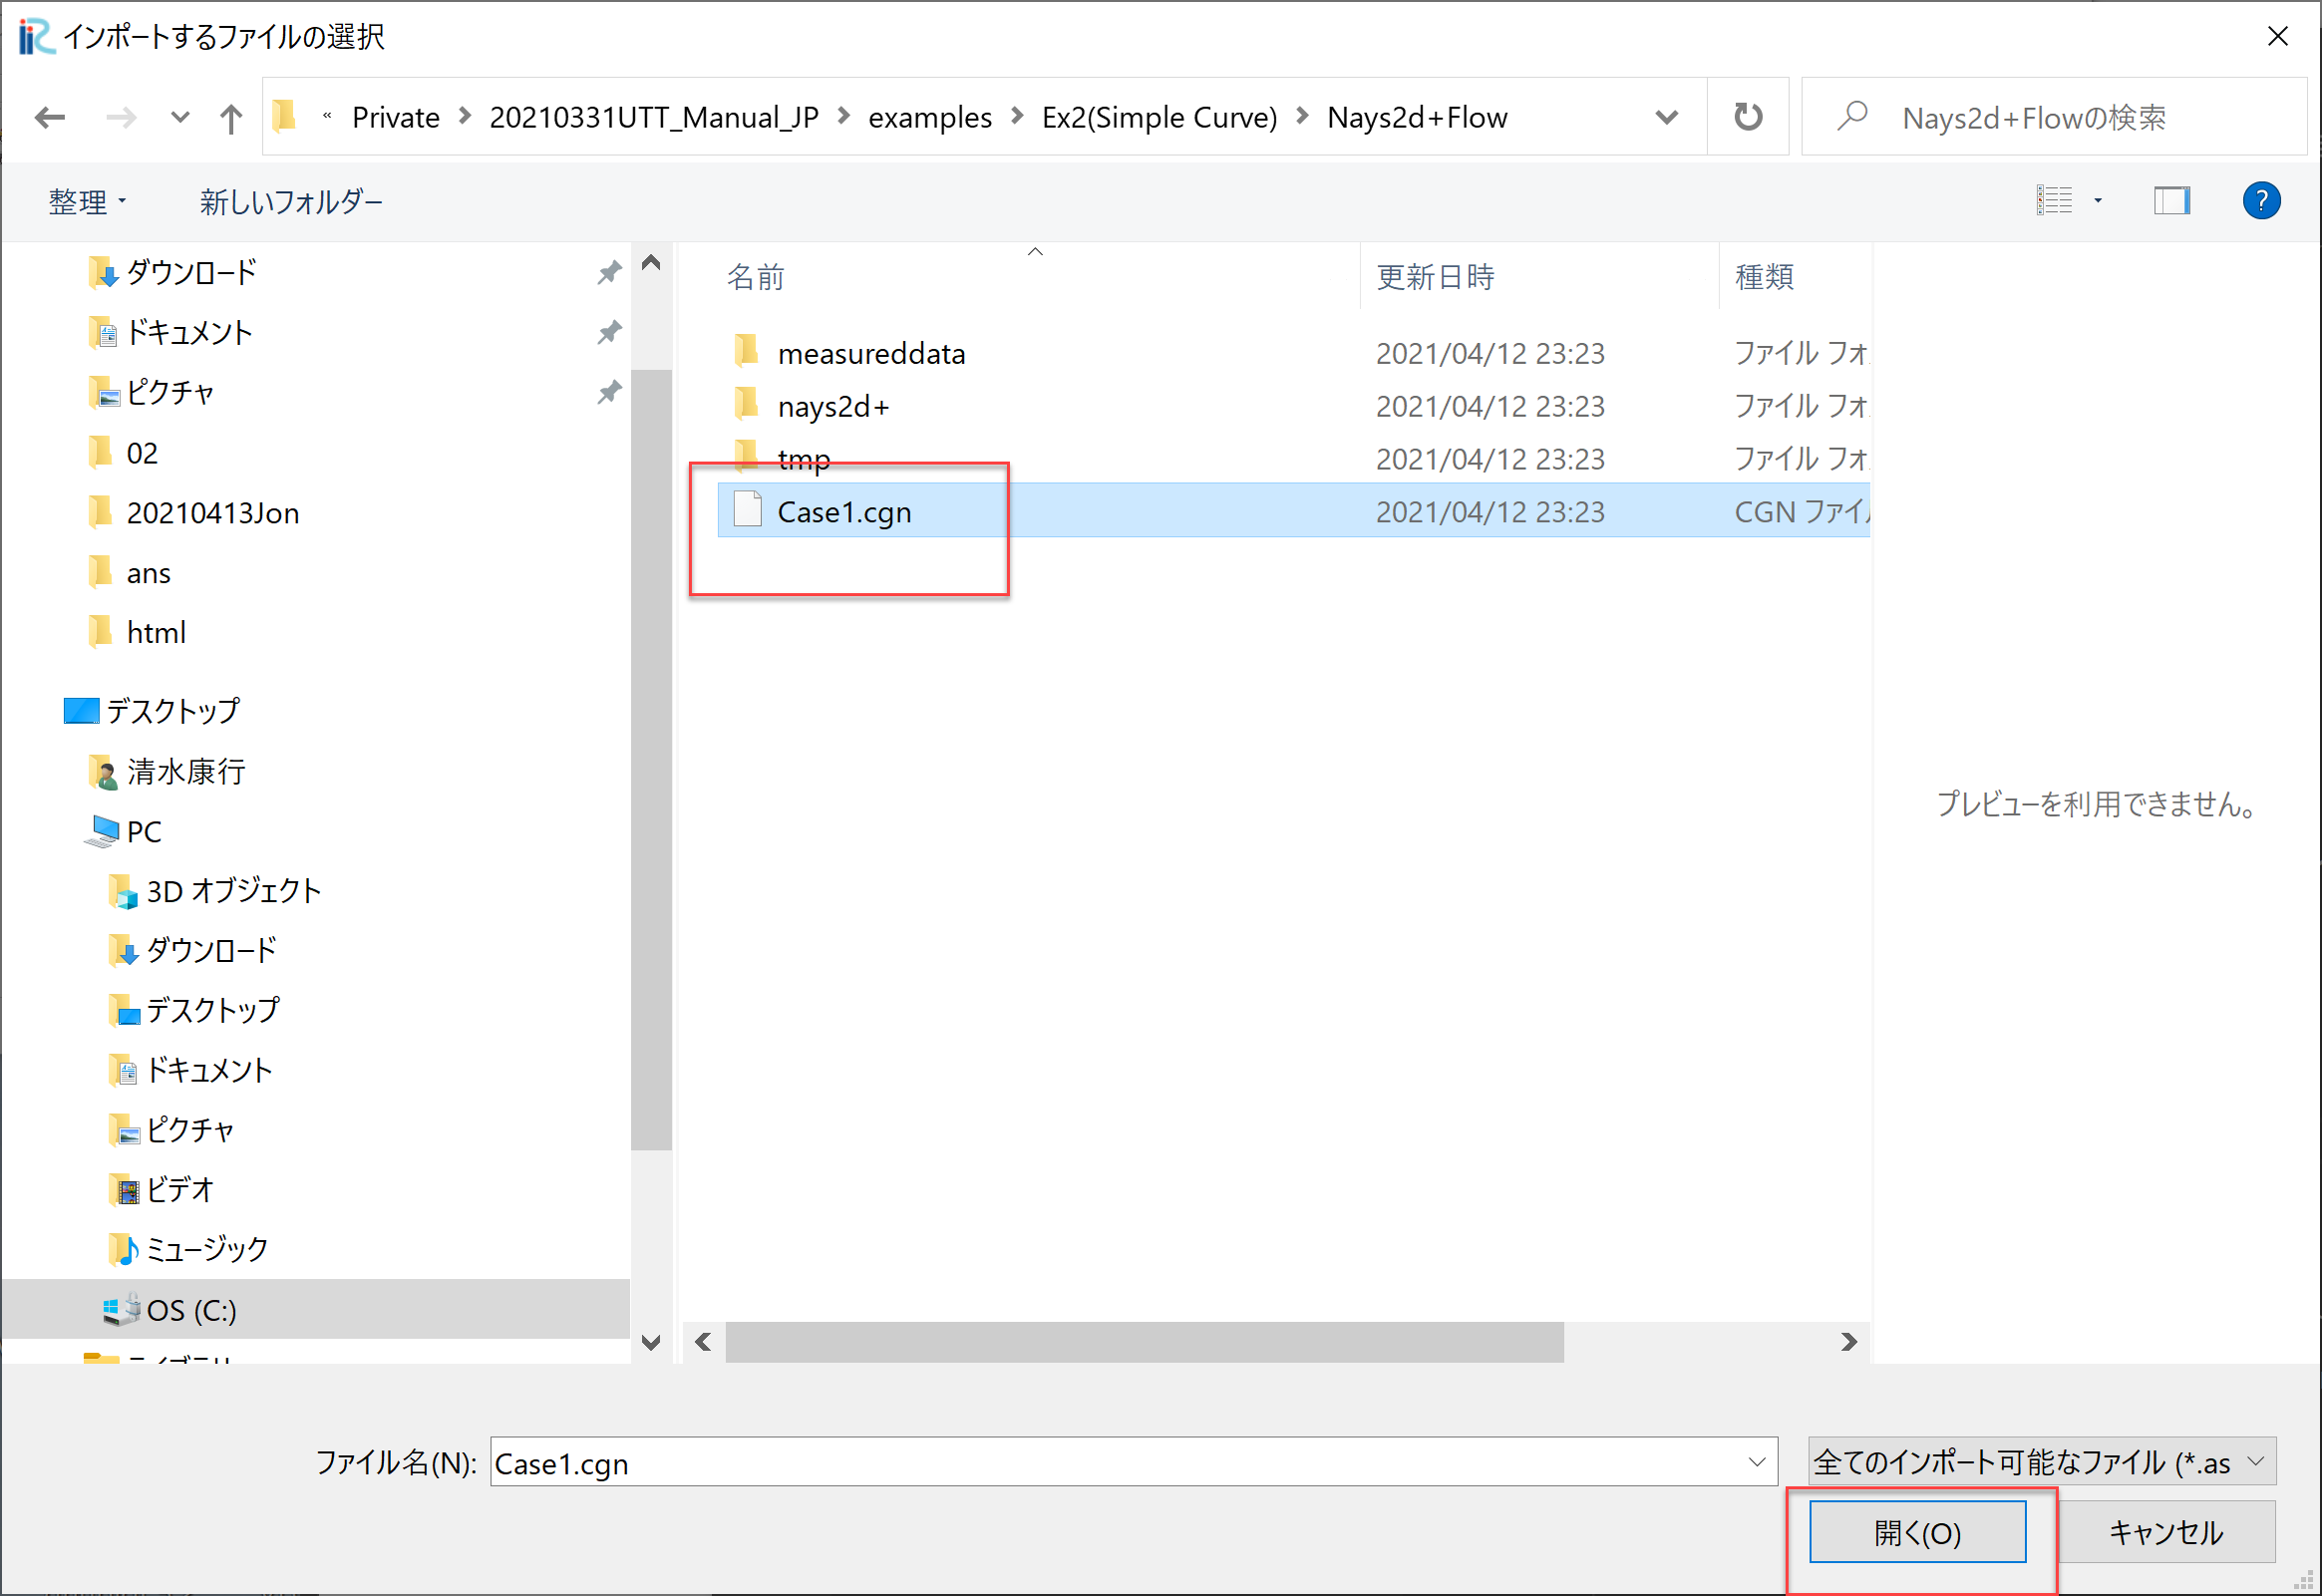 インポートするファイルの選択
« Private > 20210331UTT_Manual_JP > examples > Ex2(Simple Curve) > Nays2d+Flow
Nays2d+Flowの検索
整理
新しいフォルダー
ダウンロード
ドキュメント
ピクチャ
02
20210413Jon
ans
html
デスクトップ
清水康行
PC
3D オブジェクト
ダウンロード
デスクトップ
ドキュメント
ピクチャ
ビデオ
ミュージック
OS (C:)
ライブラリ
名前 更新日時 種類
measureddata 2021/04/12 23:23 ファイル フォ
nays2d+ 2021/04/12 23:23 ファイル フォ
tmp 2021/04/12 23:23 ファイル フォ
Case1.cgn 2021/04/12 23:23 CGN ファイル
プレビューを利用できません。
ファイル名(N): Case1.cgn
全てのインポート可能なファイル (*.as
開く(O)
キャンセル